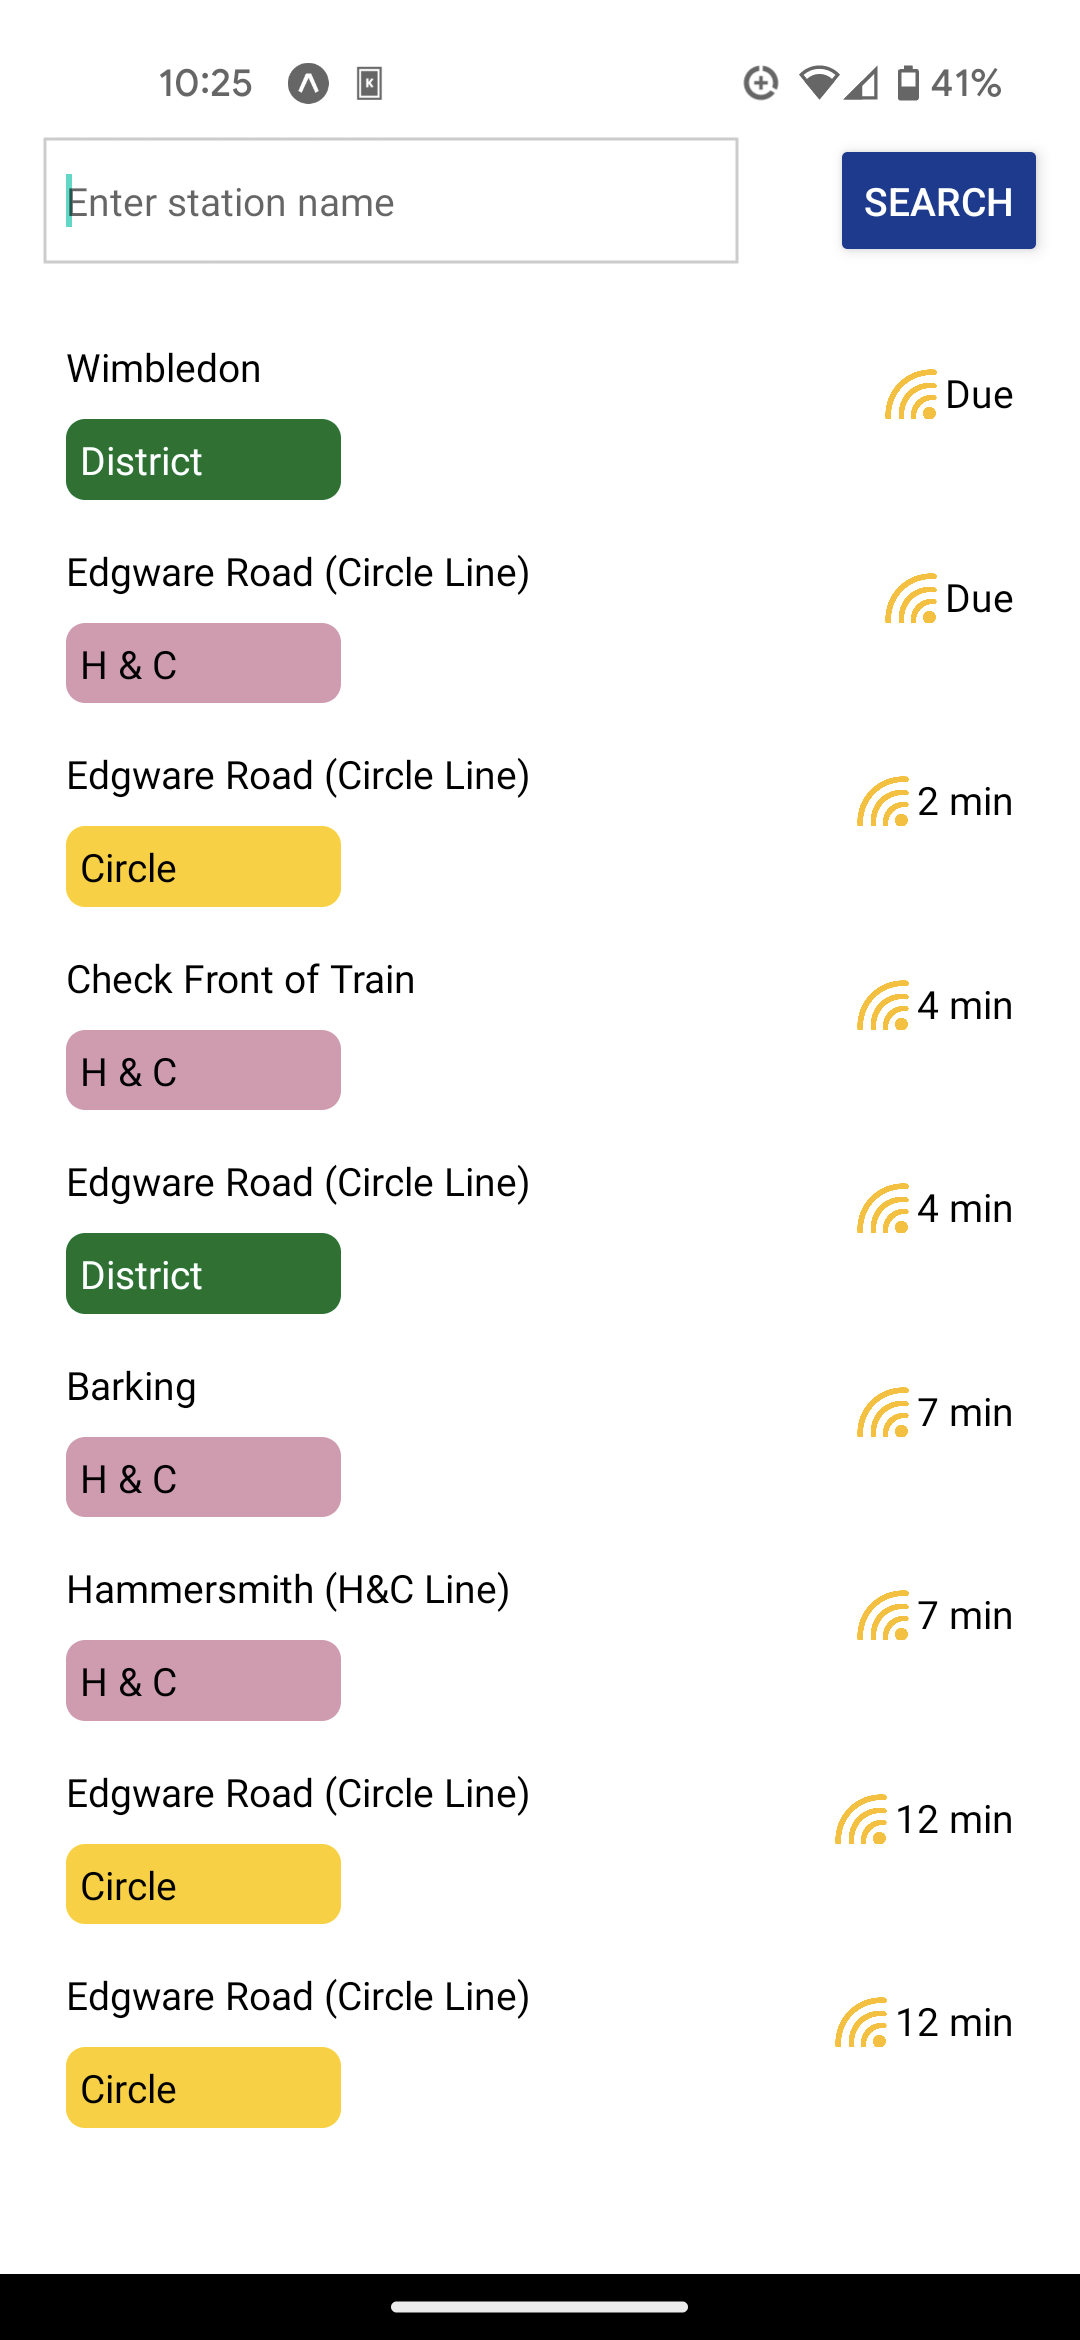 10:25
K
41%
Enter station name
SEARCH
Wimbledon
Due
District
Edgware Road (Circle Line)
Due
H & C
Edgware Road (Circle Line)
2 min
Circle
Check Front of Train
4 min
H & C
Edgware Road (Circle Line)
4 min
District
Barking
7 min
H & C
Hammersmith (H&C Line)
7 min
H & C
Edgware Road (Circle Line)
12 min
Circle
Edgware Road (Circle Line)
12 min
Circle